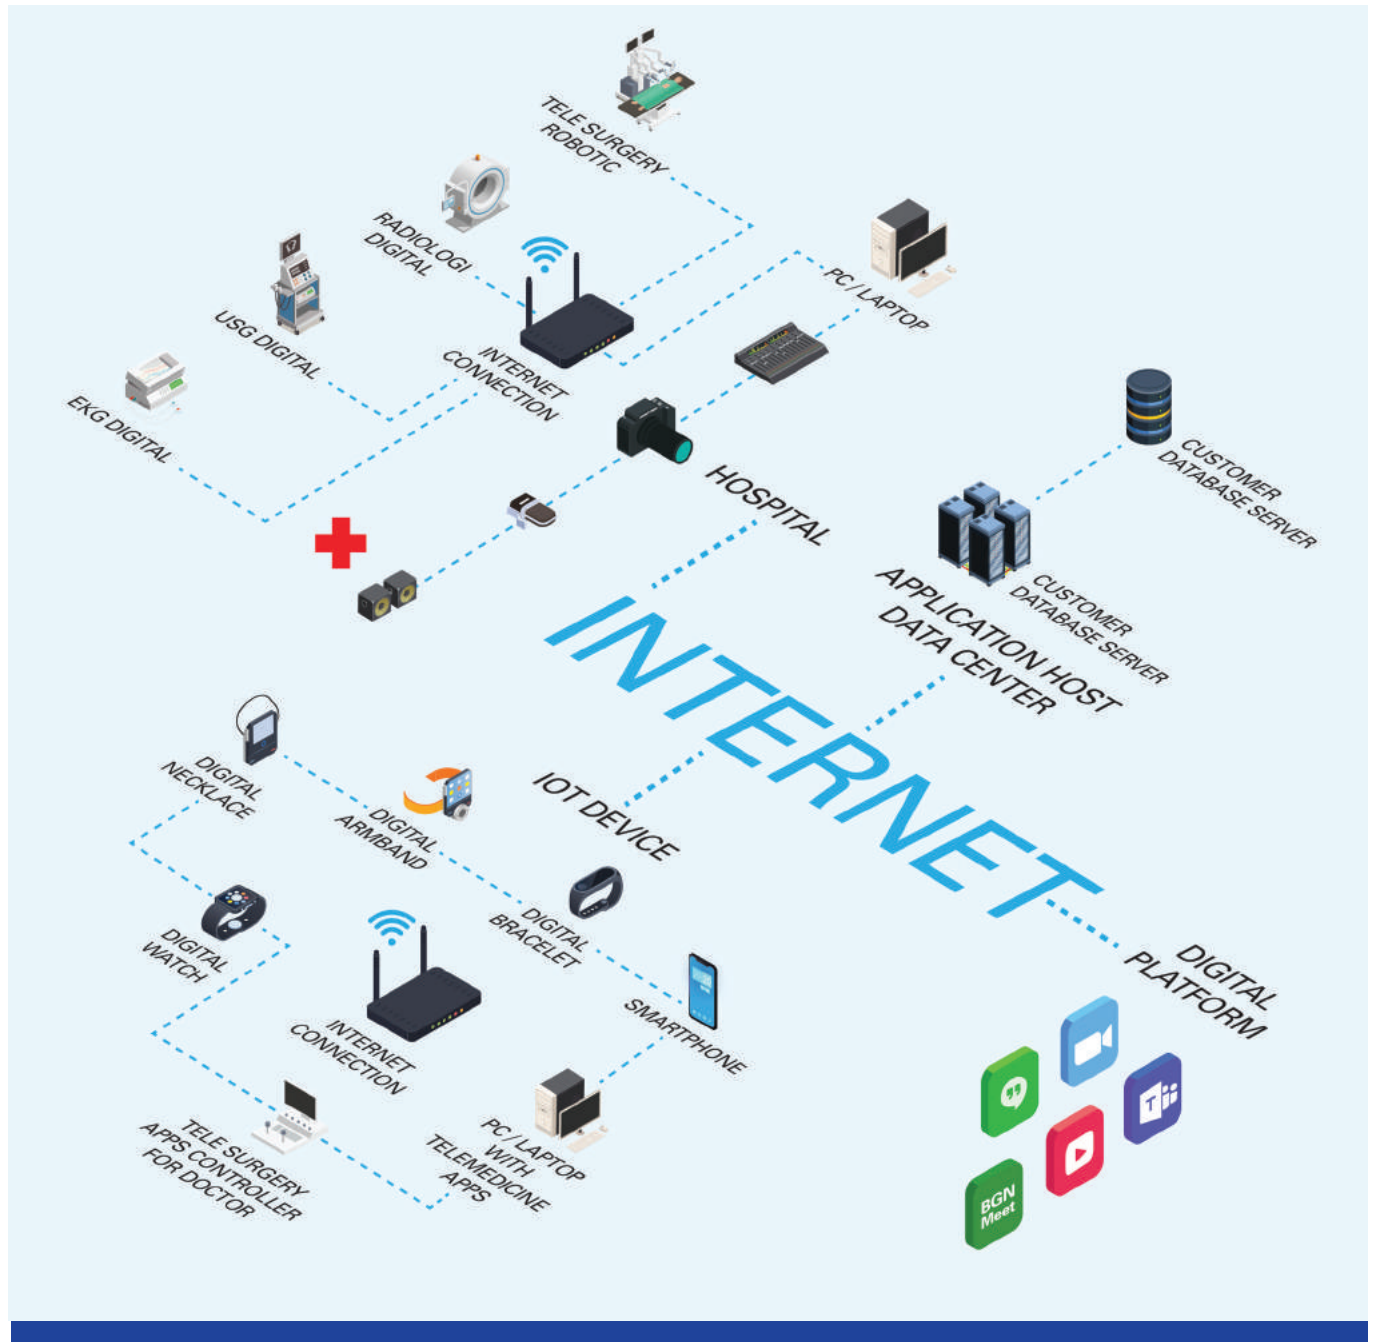 TELE SURGERY
ROBOTIC
RADIOLOGI
DIGITAL
USG DIGITAL
EKG DIGITAL
INTERNET
CONNECTION
PC / LAPTOP
HOSPITAL
CUSTOMER
DATABASE SERVER
CUSTOMER
DATABASE SERVER
APPLICATION HOST
DATA CENTER
INTERNET
IOT DEVICE
DIGITAL
NECKLACE
DIGITAL
ARMBAND
DIGITAL
BRACELET
DIGITAL
WATCH
INTERNET
CONNECTION
SMARTPHONE
TELE SURGERY
APPS CONTROLLER
FOR DOCTOR
PC / LAPTOP
WITH
TELEMEDICINE
APPS
DIGITAL
PLATFORM
T
BGN
Meet